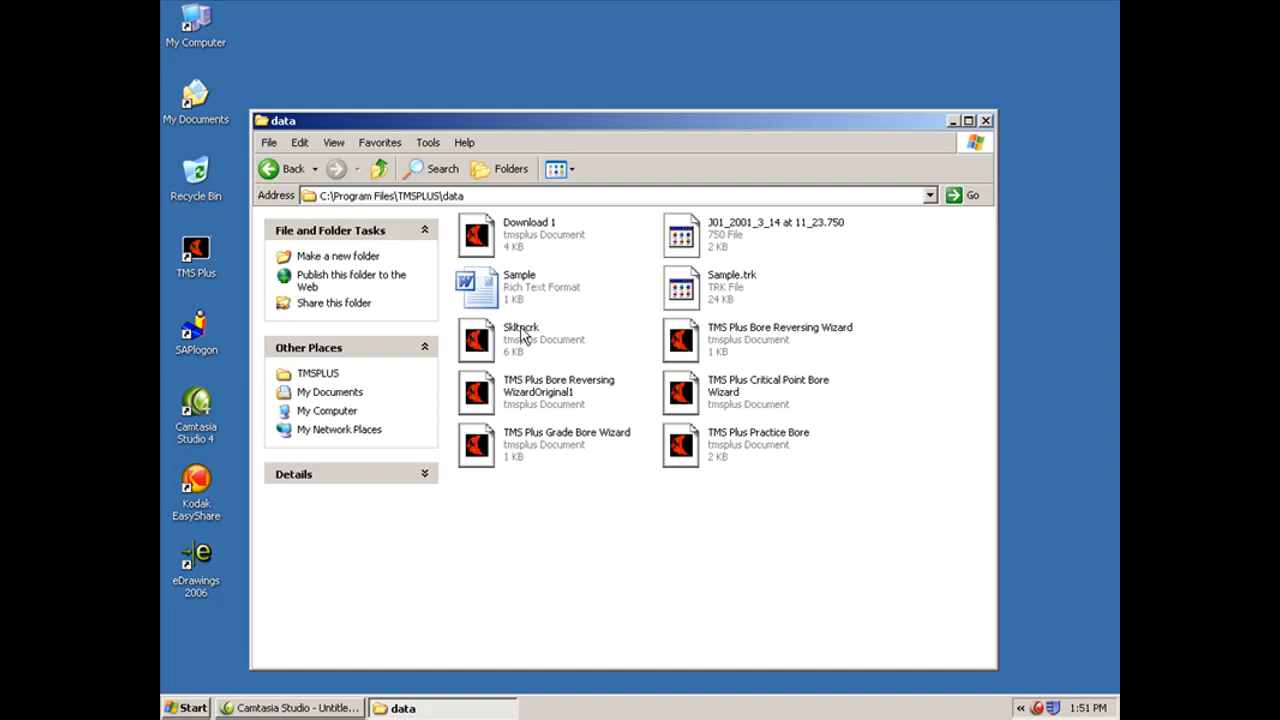 My Computer
My Documents
Recycle Bin
TMS Plus
SAPlogon
Camtasia
Studio 4
Kodak
EasyShare
eDrawings
2006
data
File Edit View Favorites Tools Help
Back Search Folders
Address C:\Program Files\TMSPLUS\data Go
File and Folder Tasks
Make a new folder
Publish this folder to the
Web
Share this folder
Other Places
TMSPLUS
My Documents
My Computer
My Network Places
Details
Download 1
tmsplus Document
4 KB
J01_2001_3_14 at 11_23.750
750 File
2 KB
Sample
Rich Text Format
1 KB
Sample.trk
TRK File
24 KB
tmsplus Document
6 KB
TMS Plus Bore Reversing Wizard
tmsplus Document
1 KB
TMS Plus Bore Reversing
WizardOriginal1
tmsplus Document
TMS Plus Critical Point Bore
Wizard
tmsplus Document
TMS Plus Grade Bore Wizard
tmsplus Document
1 KB
TMS Plus Practice Bore
tmsplus Document
2 KB
Start Camtasia Studio - Untitle... data « 1:51 PM